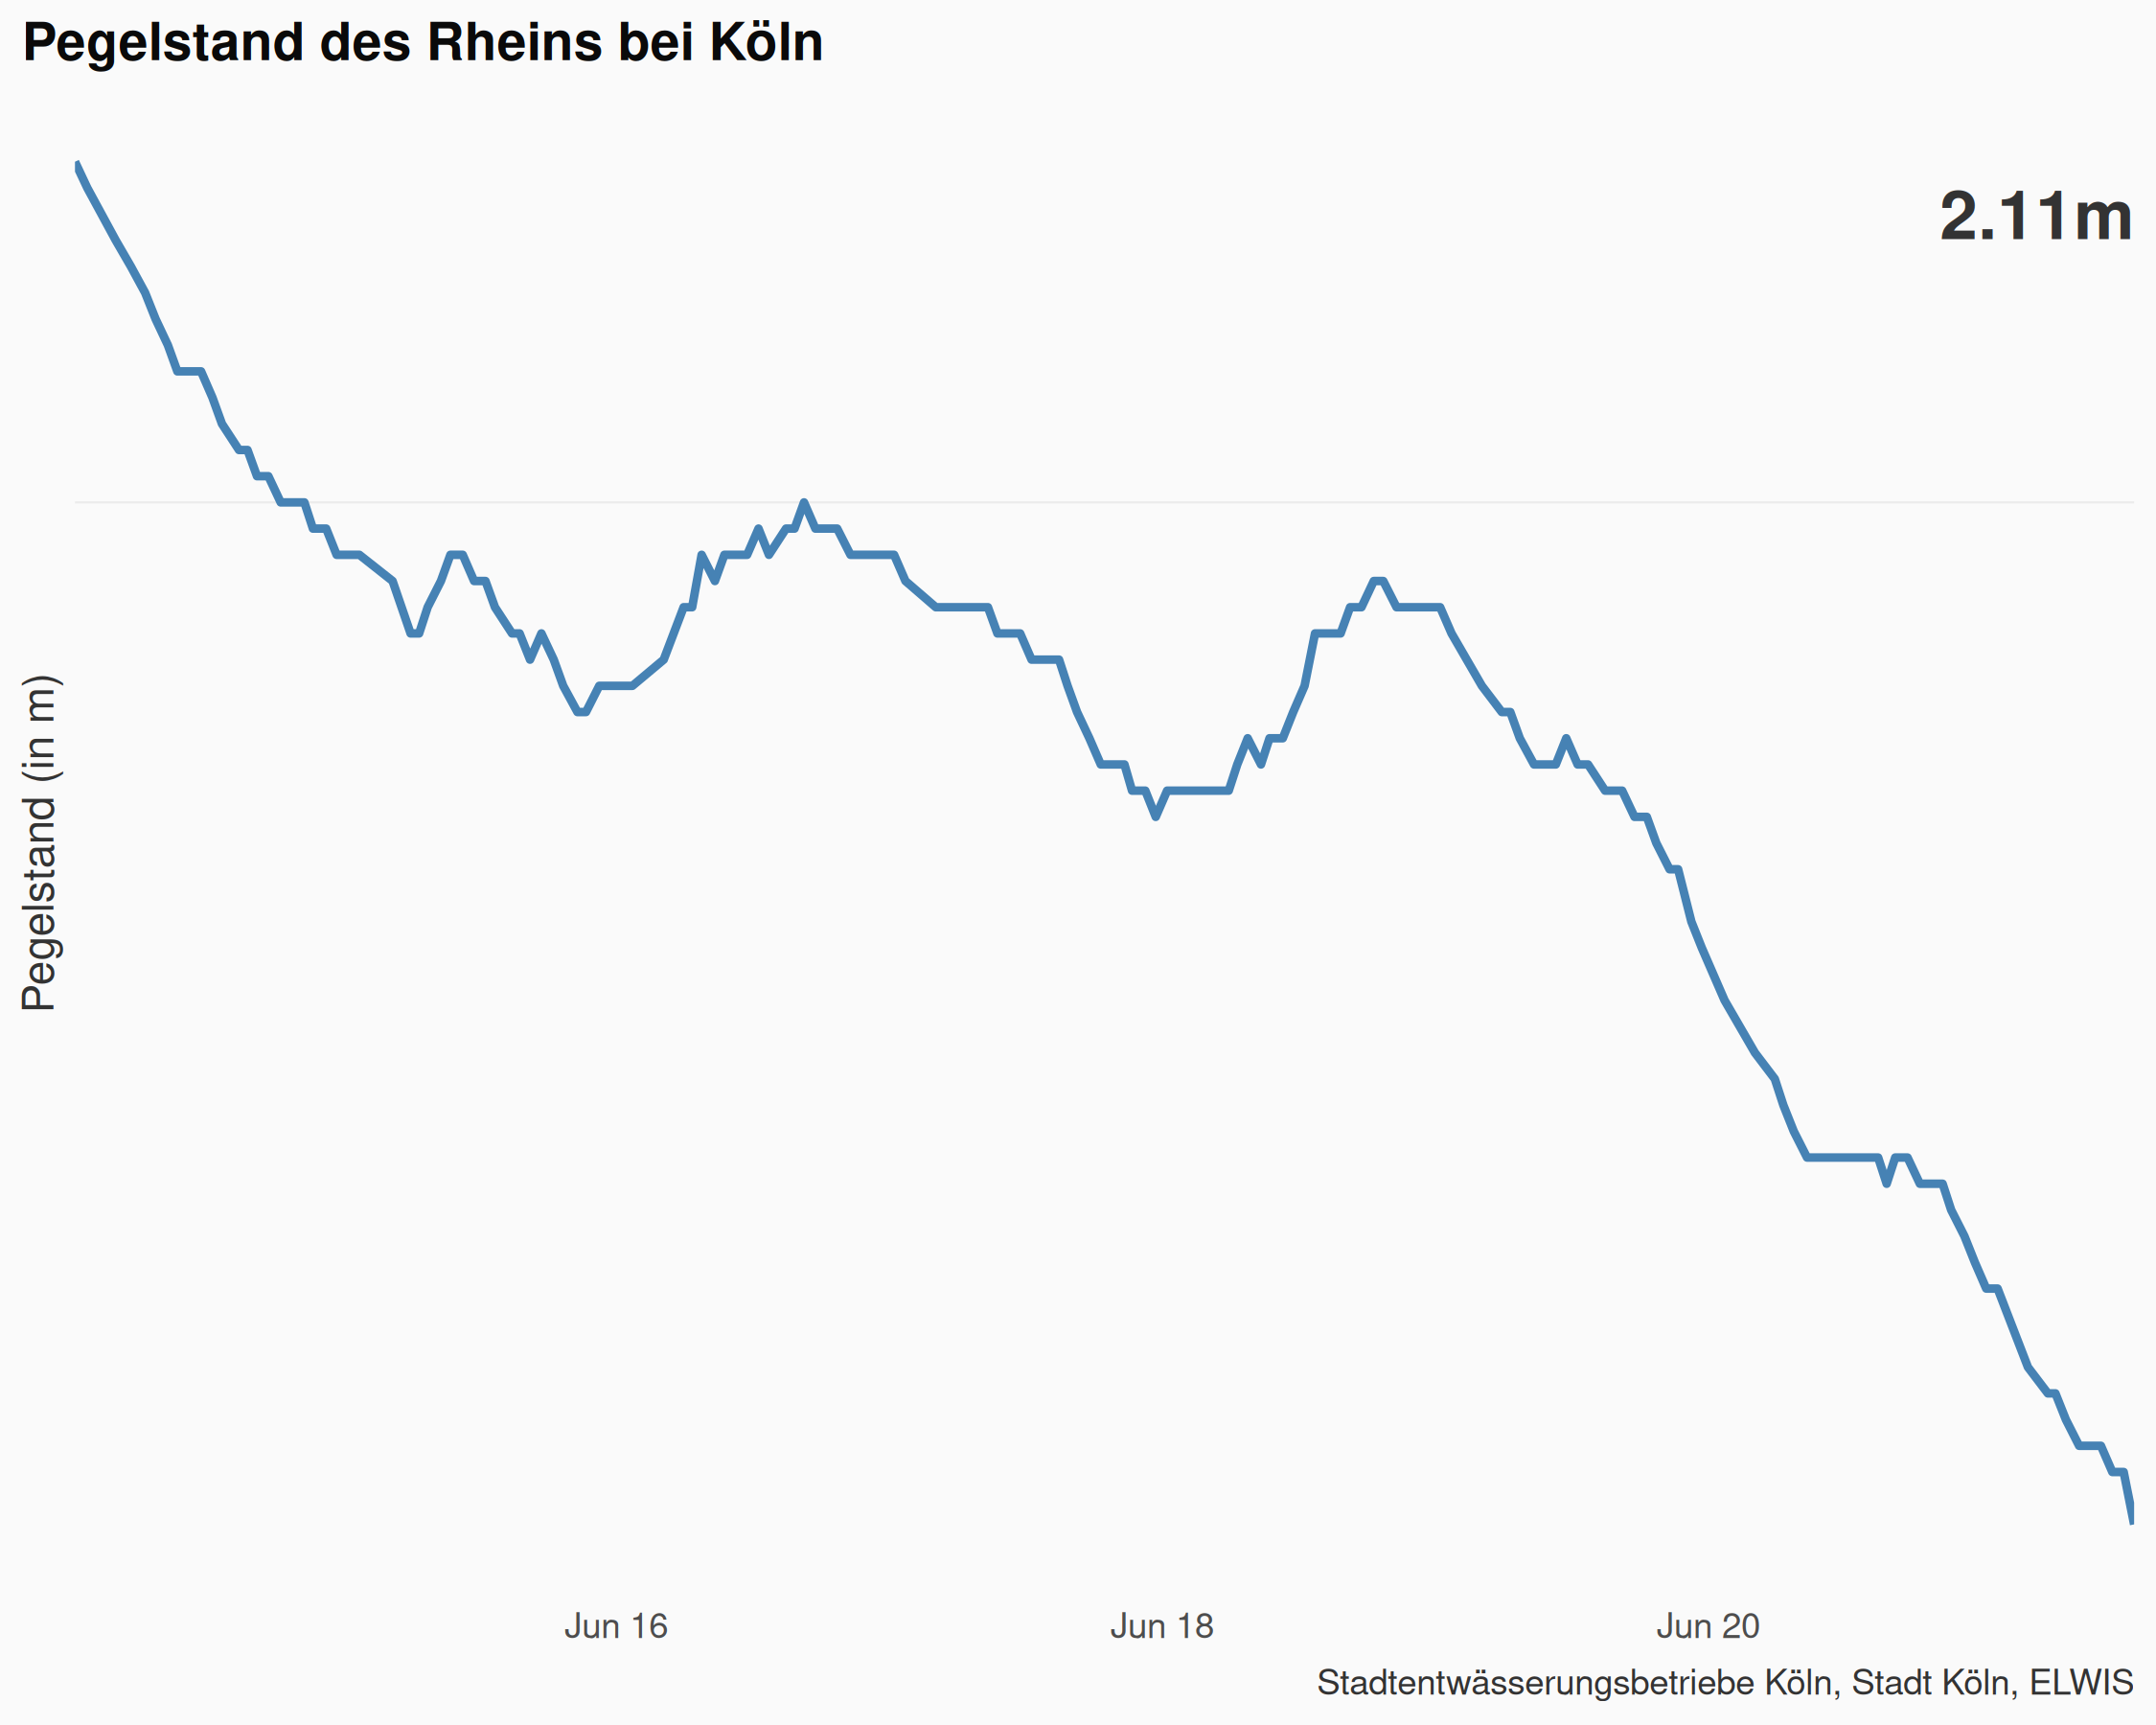 Pegelstand des Rheins bei Köln
2.11m
Pegelstand (in m)
Jun 16
Jun 18
Jun 20
Stadtentwässerungsbetriebe Köln, Stadt Köln, ELWIS